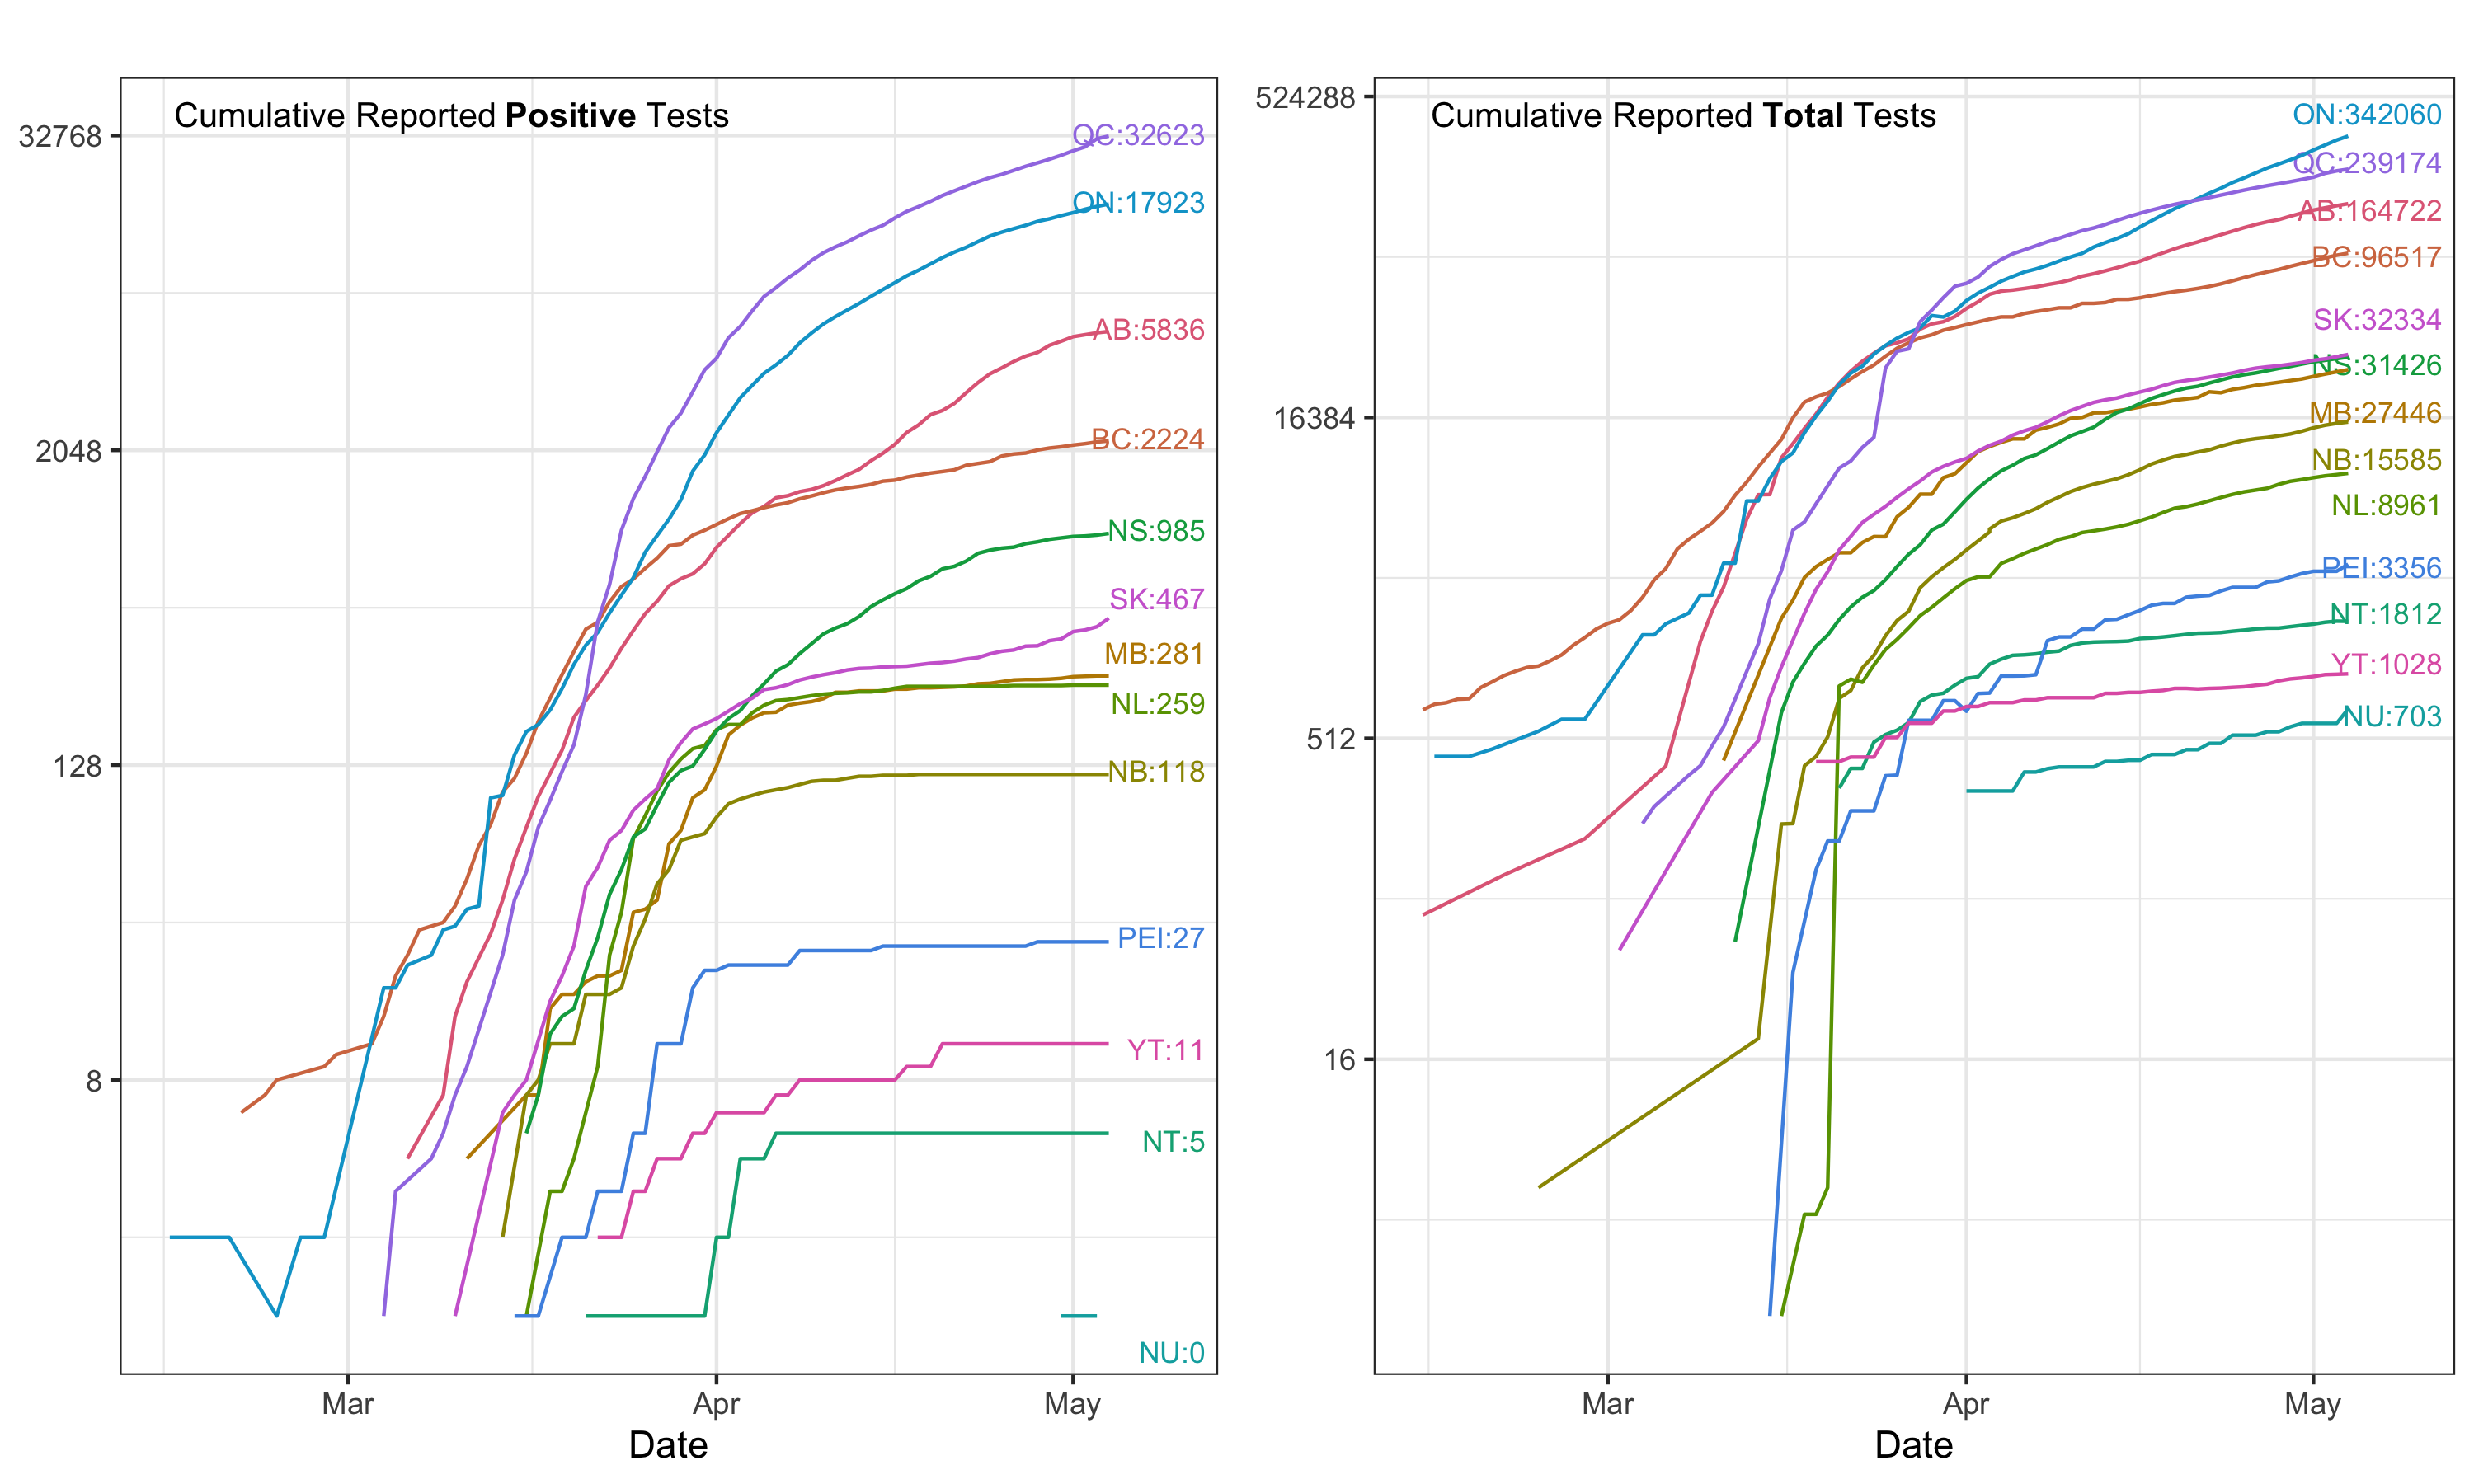 Cumulative Reported Positive Tests
32768
2048
128
8
QC:32623
ON:17923
AB:5836
BC:2224
NS:985
SK:467
MB:281
NL:259
NB:118
PEI:27
YT:11
NT:5
NU:0
Mar Apr May
Date
Cumulative Reported Total Tests
524288
16384
512
16
ON:342060
QC:239174
AB:164722
BC:96517
SK:32334
NS:31426
MB:27446
NB:15585
NL:8961
PEI:3356
NT:1812
YT:1028
NU:703
Mar Apr May
Date